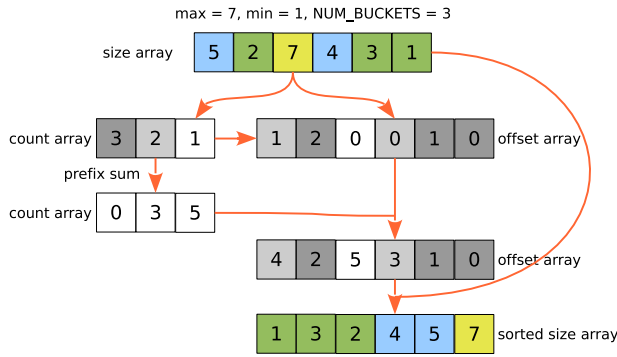 max = 7, min = 1, NUM_BUCKETS = 3
size array 5 2 7 4 3 1
count array 3 2 1 1 2 0 0 1 0 offset array
prefix sum
count array 0 3 5
4 2 5 3 1 0 offset array
1 3 2 4 5 7 sorted size array